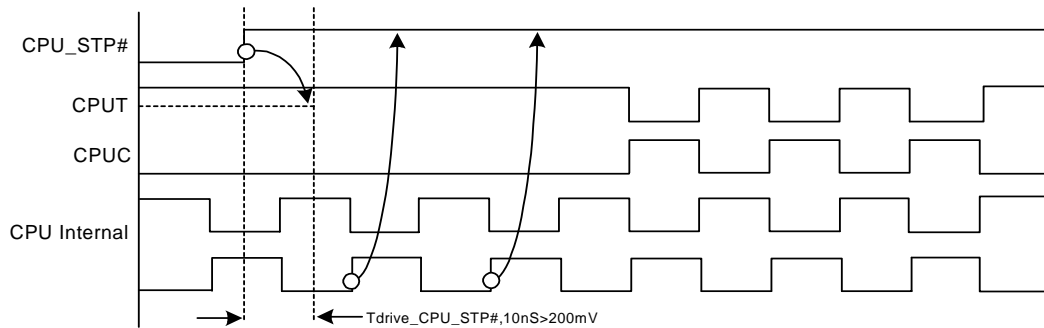 CPU_STP#
CPUT
CPUC
CPU Internal
Tdrive_CPU_STP#,10nS>200mV